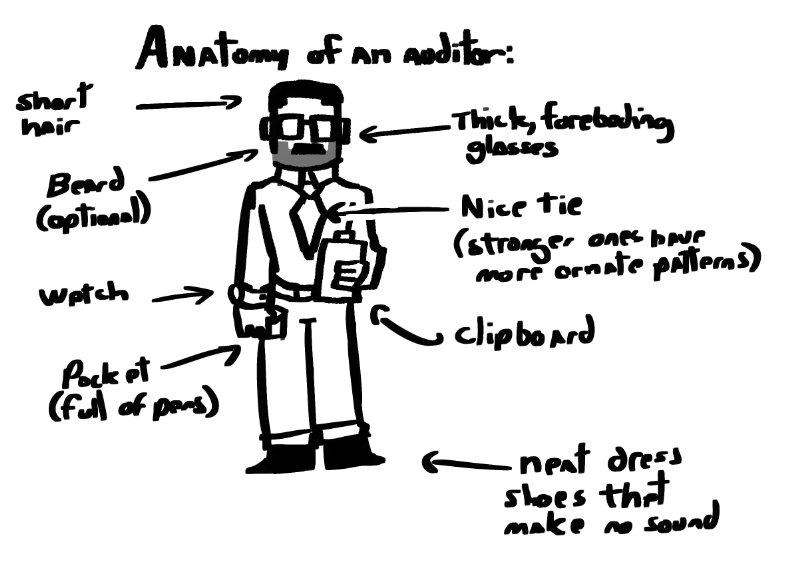 Anatomy of an auditor:
short
hair
Thick, foreboding
glasses
Beard
(optional)
Nice tie
(stranger ones have
more ornate patterns)
watch
clipboard
Pocket
(full of pens)
neat dress
shoes that
make no sound